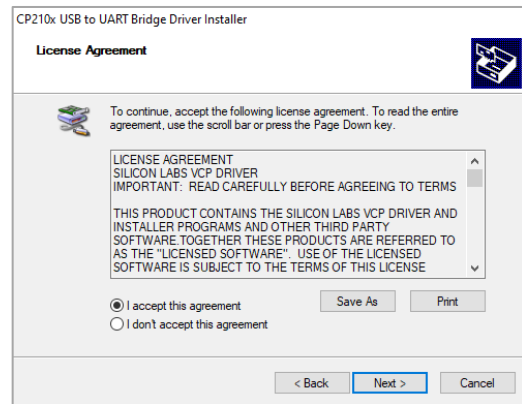 CP210x USB to UART Bridge Driver Installer
License Agreement
To continue, accept the following license agreement. To read the entire
agreement, use the scroll bar or press the Page Down key.
LICENSE AGREEMENT
SILICON LABS VCP DRIVER
IMPORTANT:  READ CAREFULLY BEFORE AGREEING TO TERMS
THIS PRODUCT CONTAINS THE SILICON LABS VCP DRIVER AND
INSTALLER PROGRAMS AND OTHER THIRD PARTY
SOFTWARE.TOGETHER THESE PRODUCTS ARE REFERRED TO
AS THE "LICENSED SOFTWARE".  USE OF THE LICENSED
SOFTWARE IS SUBJECT TO THE TERMS OF THIS LICENSE
I accept this agreement
Save As
Print
I don't accept this agreement
< Back
Next >
Cancel